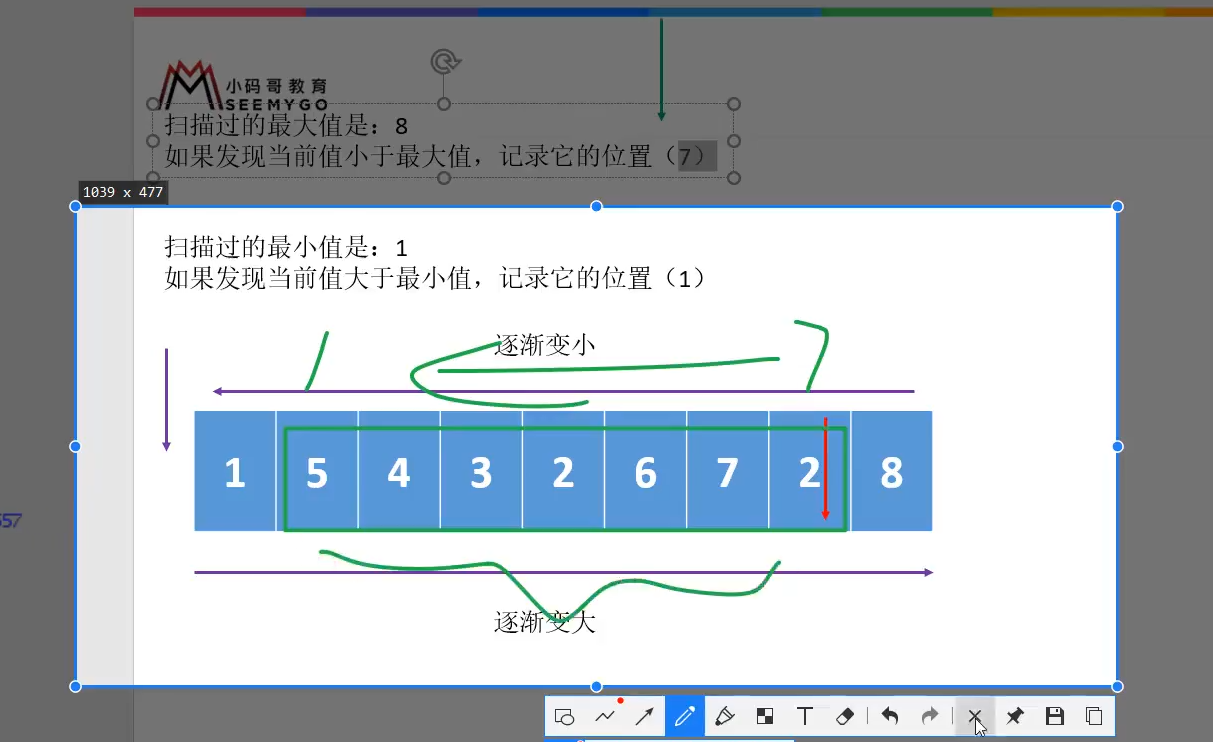 小码哥教育
SEEMYGO
扫描过的最大值是：8
如果发现当前值小于最大值，记录它的位置（7）
1039 x 477
扫描过的最小值是：1
如果发现当前值大于最小值，记录它的位置（1）
逐渐变小
1 5 4 3 2 6 7 2 8
557
逐渐变大
T